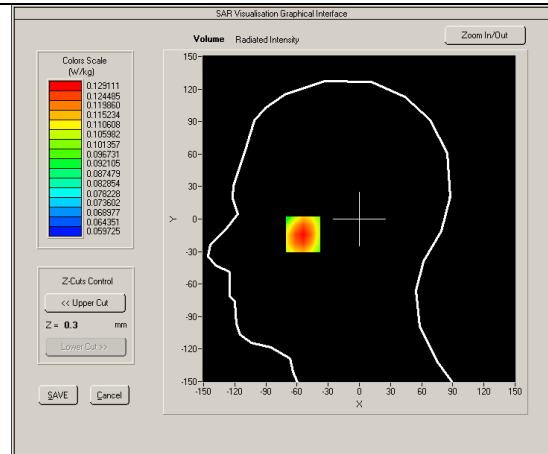 SAR Visualisation Graphical Interface
Volume Radiated Intensity
Zoom In/Out
Colors Scale
(W/kg)
0.129111
0.124485
0.119860
0.115234
0.110608
0.105982
0.101357
0.096731
0.092105
0.087479
0.082854
0.078228
0.073602
0.068977
0.064351
0.059725
Z-Cuts Control
<< Upper Cut
Z = 0.3 mm
Lower Cut >>
SAVE Cancel
150
120
90
60
30
0
-30
-60
-90
-120
-150
Y
-150 -120 -90 -60 -30 0 30 60 90 120 150
X